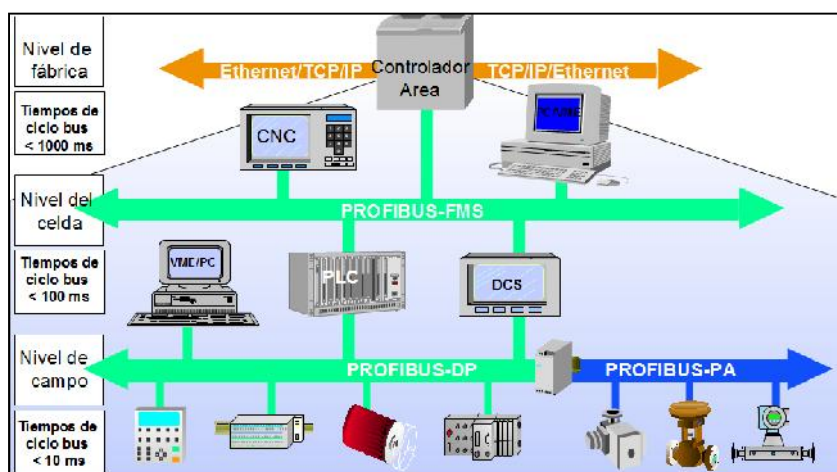 Nivel de
fábrica
Ethernet/TCP/IP
Controlador
Area
TCP/IP/Ethernet
Tiempos de
ciclo bus
< 1000 ms
CNC
Nivel del
celda
PROFIBUS-FMS
Tiempos de
ciclo bus
< 100 ms
VME/PC
PLC
DCS
Nivel de
campo
PROFIBUS-DP
PROFIBUS-PA
Tiempos de
ciclo bus
< 10 ms